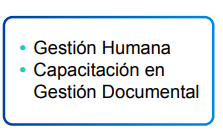 • Gestión Humana
• Capacitación en
Gestión Documental